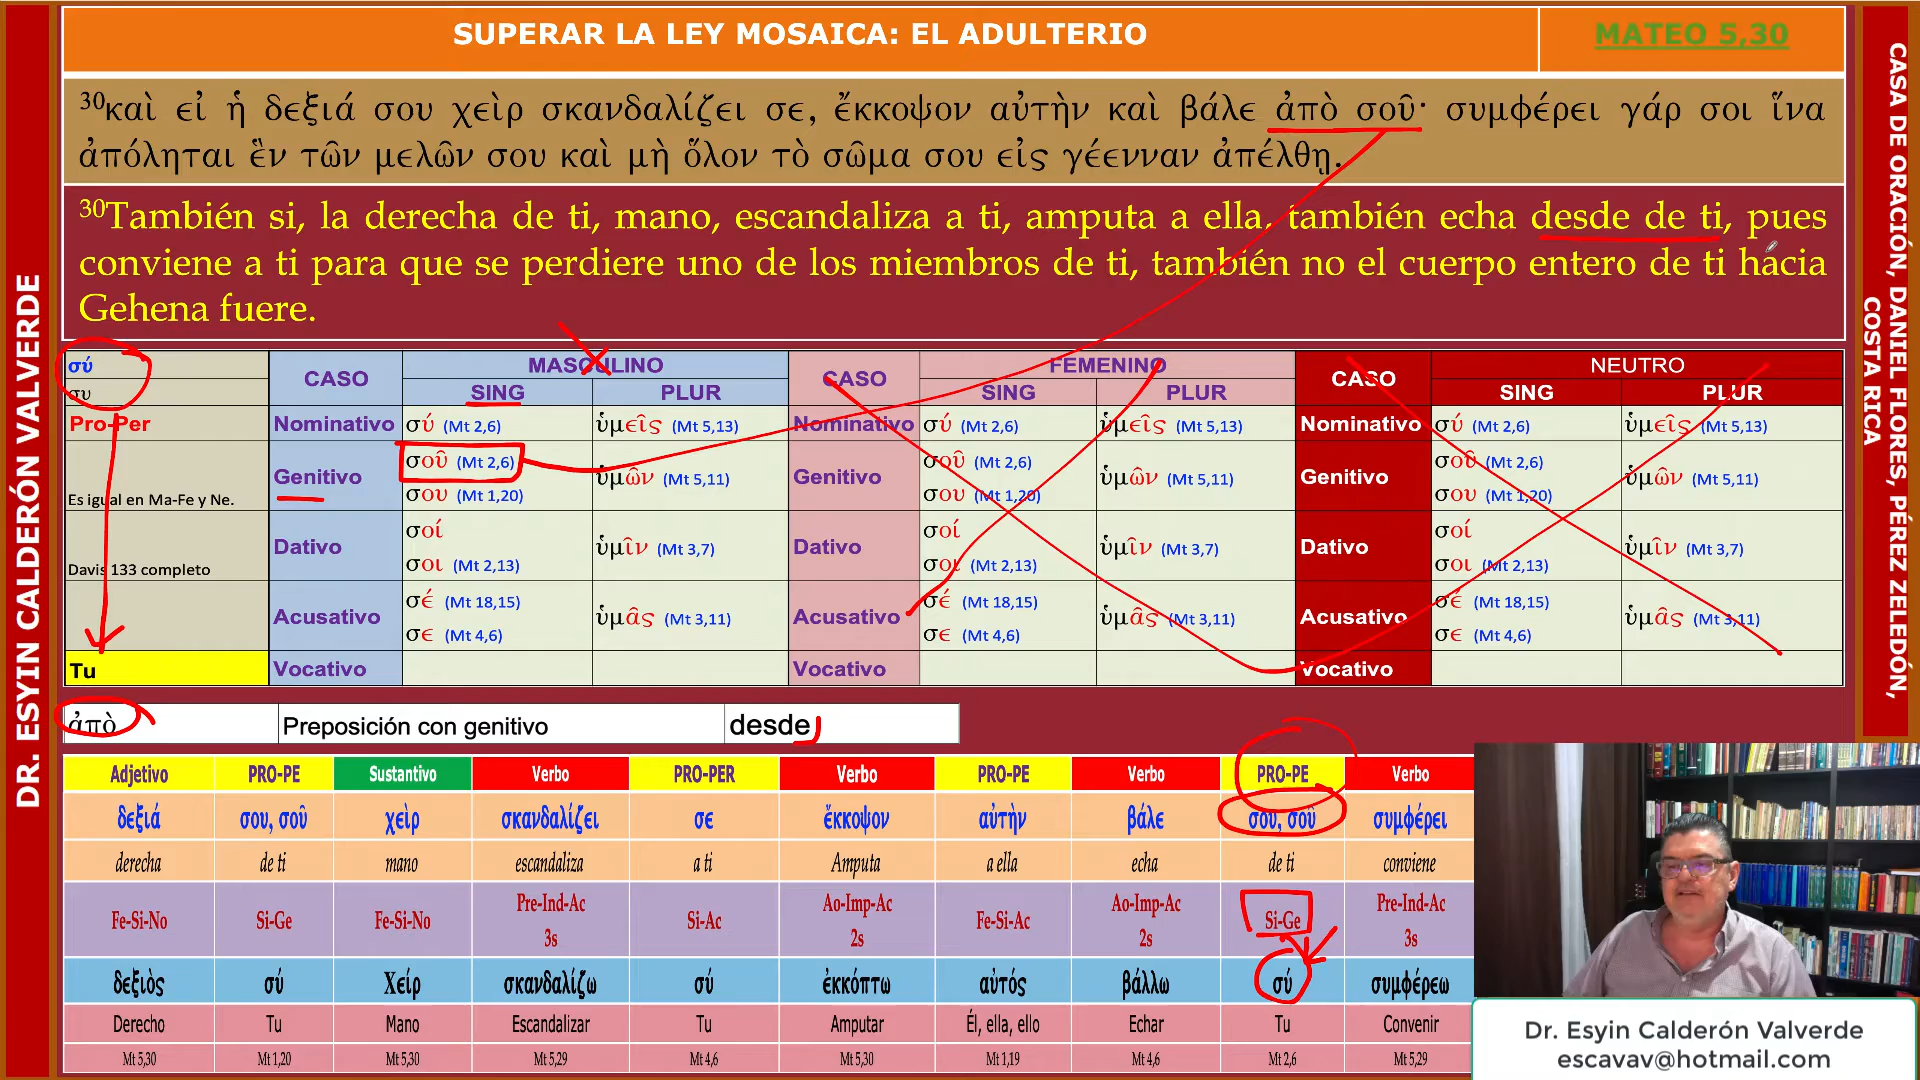 SUPERAR LA LEY MOSAICA: EL ADULTERIO
MATEO 5,30
DR. ESYIN CALDERÓN VALVERDE
CASA DE ORACIÓN, DANIEL FLORES, PÉREZ ZELEDÓN,
COSTA RICA
30καὶ εἰ ἡ δεξιά σου χεὶρ σκανδαλίζει σε, ἔκκοψον αὐτὴν καὶ βάλε ἀπὸ σοῦ· συμφέρει γάρ σοι ἵνα
ἀπόληται ἓν τῶν μελῶν σου καὶ μὴ ὅλον τὸ σῶμα σου εἰς γέενναν ἀπέλθῃ.
30También si, la derecha de ti, mano, escandaliza a ti, amputa a ella, también echa desde de ti, pues
conviene a ti para que se perdiere uno de los miembros de ti, también no el cuerpo entero de ti hácia
Gehena fuere.
σύ CASO MASCULINO CASO FEMENINO CASO NEUTRO
συ SING PLUR SING PLUR SING PLUR
Pro-Per Nominativo σύ (Mt 2,6) ὑμεῖς (Mt 5,13) Nominativo σύ (Mt 2,6) ὑμεῖς (Mt 5,13) Nominativo σύ (Mt 2,6) ὑμεῖς (Mt 5,13)
Es igual en Ma-Fe y Ne. Genitivo σοῦ (Mt 2,6) σου (Mt 1,20) ὑμῶν (Mt 5,11) Genitivo σοῦ (Mt 2,6) σου (Mt 1,20) ὑμῶν (Mt 5,11) Genitivo σοῦ (Mt 2,6) σου (Mt 1,20) ὑμῶν (Mt 5,11)
Davis 133 completo Dativo σοί σοι (Mt 2,13) ὑμῖν (Mt 3,7) Dativo σοί σοι (Mt 2,13) ὑμῖν (Mt 3,7) Dativo σοί σοι (Mt 2,13) ὑμῖν (Mt 3,7)
Acusativo σέ (Mt 18,15) σε (Mt 4,6) ὑμᾶς (Mt 3,11) Acusativo σέ (Mt 18,15) σε (Mt 4,6) ὑμᾶς (Mt 3,11) Acusativo σέ (Mt 18,15) σε (Mt 4,6) ὑμᾶς (Mt 3,11)
Tu Vocativo Vocativo Vocativo
ἀπὸ Preposición con genitivo desde
Adjetivo PRO-PE Sustantivo Verbo PRO-PER Verbo PRO-PE Verbo PRO-PE Verbo
δεξιά σου, σοῦ χεὶρ σκανδαλίζει σε ἔκκοψον αὐτὴν βάλε σου, σοῦ συμφέρει
derecha de ti mano escandaliza a ti Amputa a ella echa de ti conviene
Fe-Si-No Si-Ge Fe-Si-No Pre-Ind-Ac 3s Si-Ac Ao-Imp-Ac 2s Fe-Si-Ac Ao-Imp-Ac 2s Si-Ge Pre-Ind-Ac 3s
δεξιὸς σύ Χείρ σκανδαλίζω σύ ἐκκόπτω αὐτός βάλλω σύ συμφέρεω
Derecho Tu Mano Escandalizar Tu Amputar Él, ella, ello Echar Tu Convenir
Mt 5,30 Mt 1,20 Mt 5,30 Mt 5,29 Mt 4,6 Mt 5,30 Mt 1,19 Mt 4,6 Mt 2,6 Mt 5,29
Dr. Esyin Calderón Valverde
escavav@hotmail.com